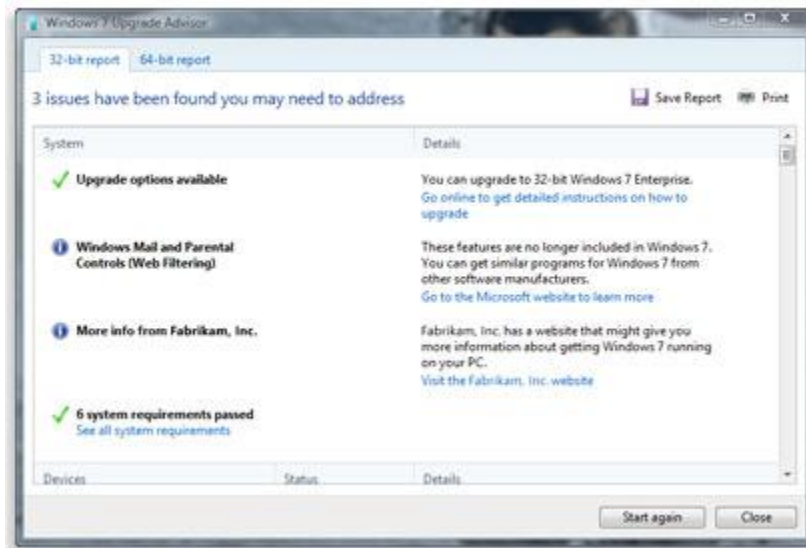 Windows 7 Upgrade Advisor
32-bit report 64-bit report
3 issues have been found you may need to address
Save Report Print
System Details
Upgrade options available
You can upgrade to 32-bit Windows 7 Enterprise.
Go online to get detailed instructions on how to
upgrade
Windows Mail and Parental
Controls (Web Filtering)
These features are no longer included in Windows 7.
You can get similar programs for Windows 7 from
other software manufacturers.
Go to the Microsoft website to learn more
More info from Fabrikam, Inc.
Fabrikam, Inc. has a website that might give you
more information about getting Windows 7 running
on your PC.
Visit the Fabrikam, Inc. website
6 system requirements passed
See all system requirements
Devices Status Details
Start again Close